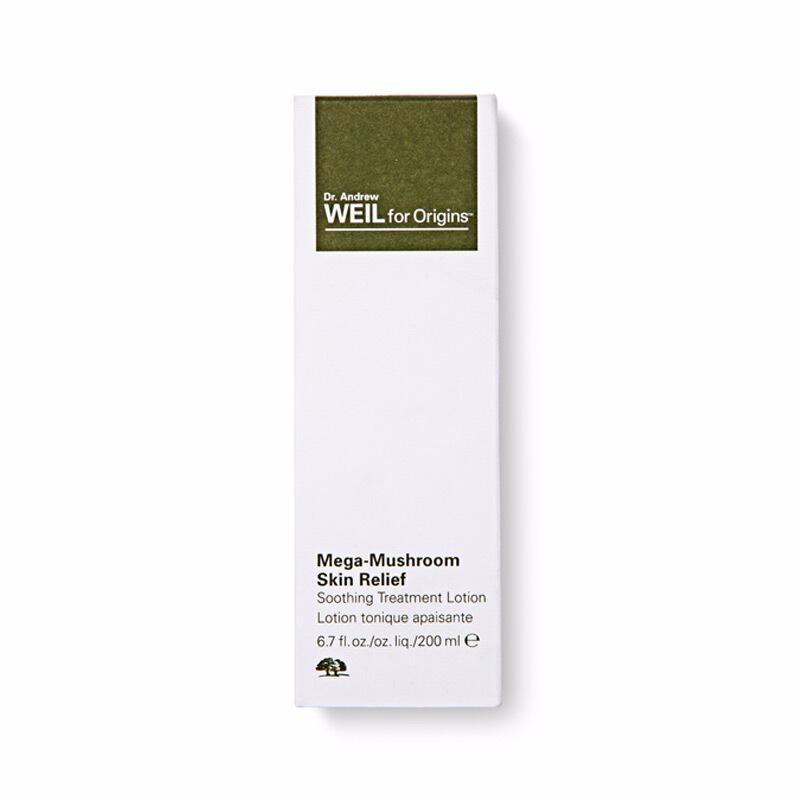 Dr. Andrew
WEIL for Origins™
Mega-Mushroom
Skin Relief
Soothing Treatment Lotion
Lotion tonique apaisante
6.7 fl. oz./oz. liq./200 ml ℮